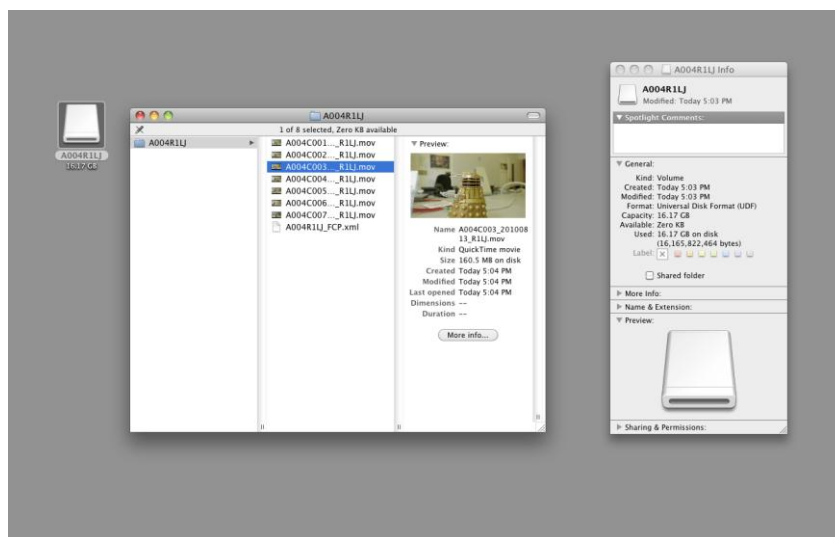 A004R1LJ
16.17 GB
A004R1LJ
1 of 8 selected, Zero KB available
A004R1LJ
A004C001..._R1LJ.mov
A004C002..._R1LJ.mov
A004C003..._R1LJ.mov
A004C004..._R1LJ.mov
A004C005..._R1LJ.mov
A004C006..._R1LJ.mov
A004C007..._R1LJ.mov
A004R1LJ_FCP.xml
Preview:
Name A004C003_201008
13_R1LJ.mov
Kind QuickTime movie
Size 160.5 MB on disk
Created Today 5:04 PM
Modified Today 5:04 PM
Last opened Today 5:04 PM
Dimensions --
Duration --
More info...
A004R1LJ Info
A004R1LJ
Modified: Today 5:03 PM
Spotlight Comments:
General:
Kind: Volume
Created: Today 5:03 PM
Modified: Today 5:03 PM
Format: Universal Disk Format (UDF)
Capacity: 16.17 GB
Available: Zero KB
Used: 16.17 GB on disk
(16,165,822,464 bytes)
Label:
Shared folder
More Info:
Name & Extension:
Preview:
Sharing & Permissions: